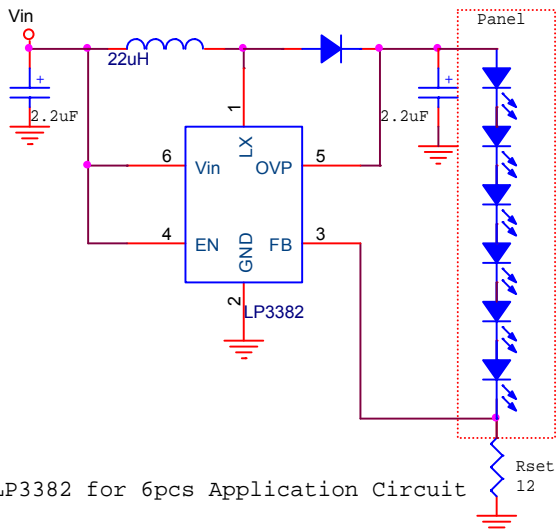 Vin
Panel
22uH
2.2uF
2.2uF
1
LX
6
Vin
OVP
5
4
EN
GND
FB
3
2
LP3382
Rset
12
LP3382 for 6pcs Application Circuit